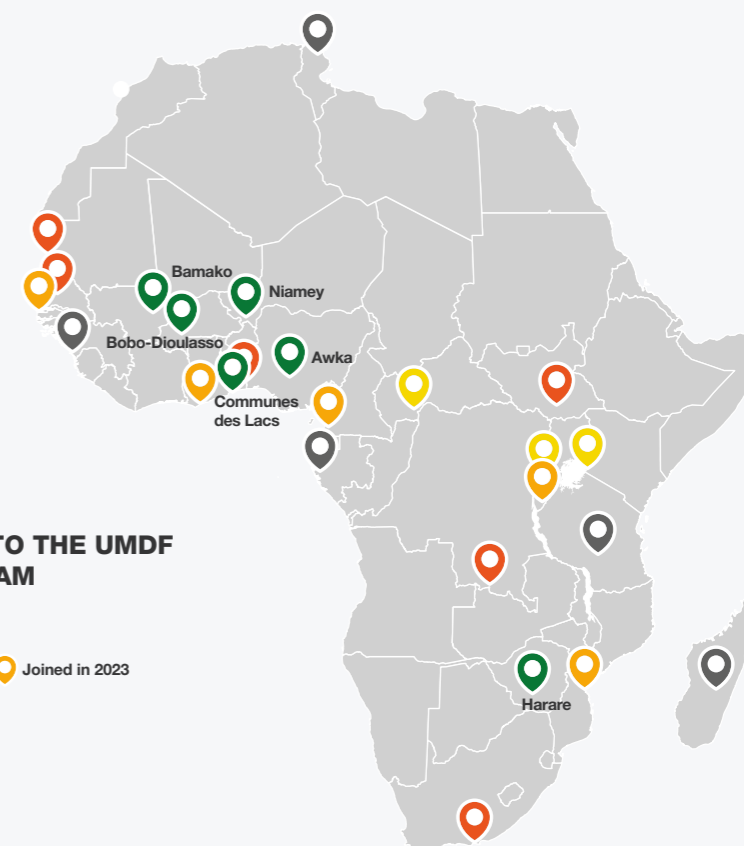 Bamako
Niamey
Bobo-Dioulasso
Awka
Communes
des Lacs
TO THE UMDF
AM
Joined in 2023
Harare